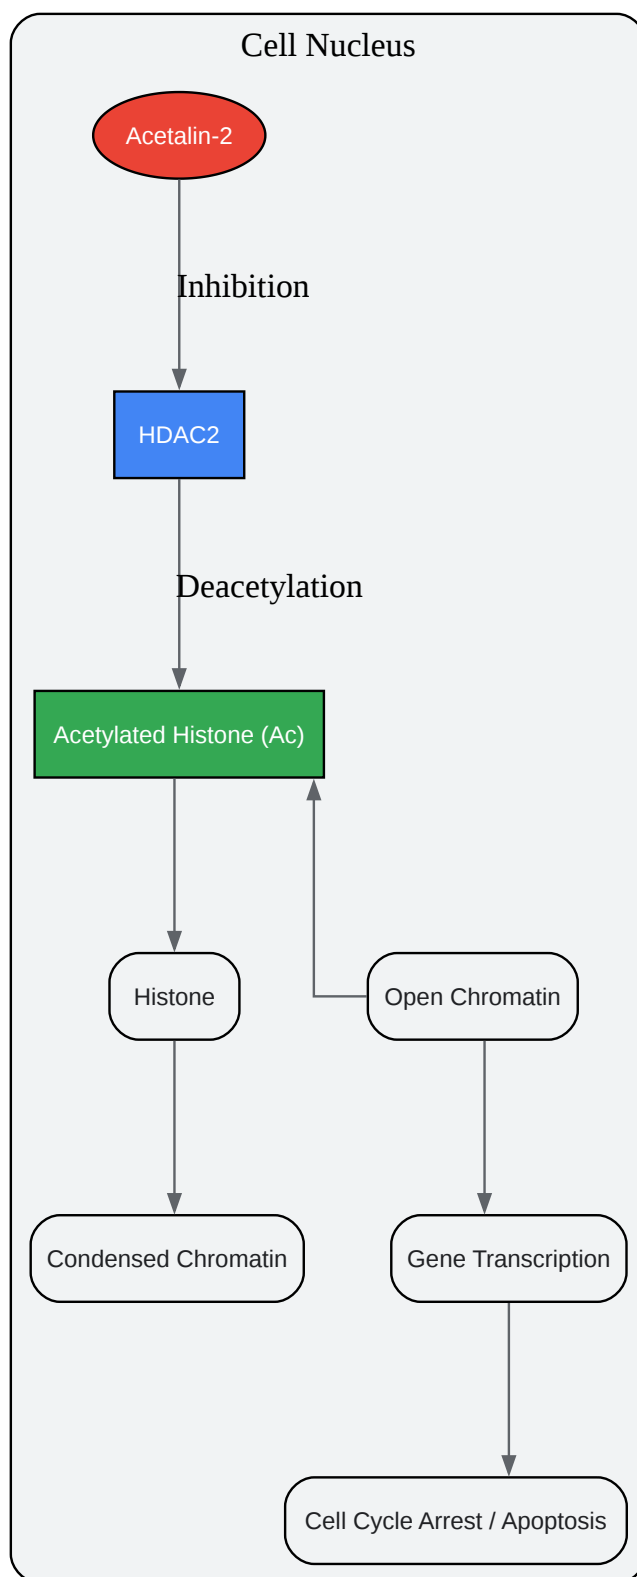 Cell Nucleus
Acetalin-2
Inhibition
HDAC2
Deacetylation
Acetylated Histone (Ac)
Histone
Open Chromatin
Condensed Chromatin
Gene Transcription
Cell Cycle Arrest / Apoptosis